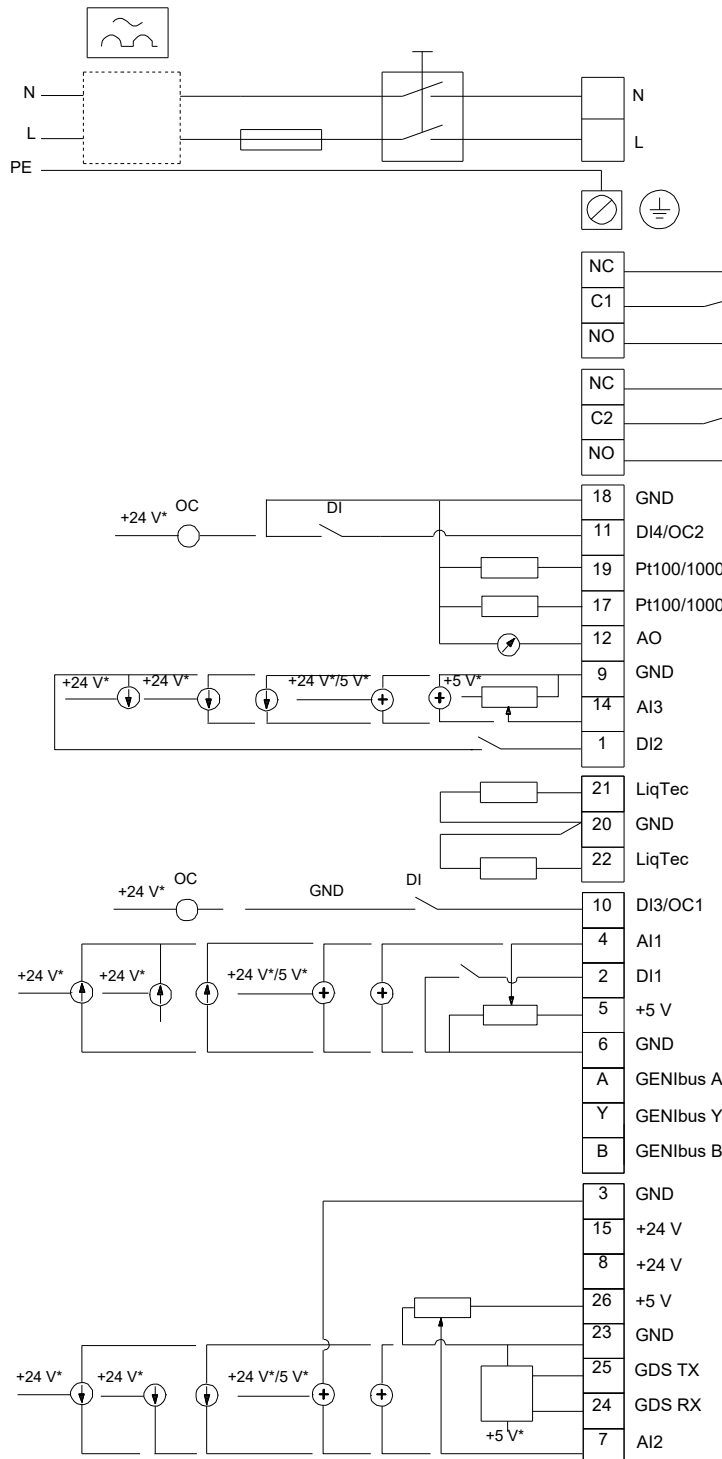 N
N
L
L
PE
NC
C1
NO
NC
C2
NO
18 GND
+24 V* OC DI
11 DI4/OC2
19 Pt100/1000
17 Pt100/1000
12 AO
9 GND
+24 V* +24 V* +24 V*/5 V* +5 V*
14 AI3
1 DI2
21 LiqTec
20 GND
22 LiqTec
+24 V* OC GND DI
10 DI3/OC1
4 AI1
+24 V* +24 V* +24 V*/5 V*
2 DI1
5 +5 V
6 GND
A GENIbus A
Y GENIbus Y
B GENIbus B
3 GND
15 +24 V
8 +24 V
26 +5 V
23 GND
+24 V* +24 V* +24 V*/5 V*
25 GDS TX
24 GDS RX
+5 V*
7 AI2